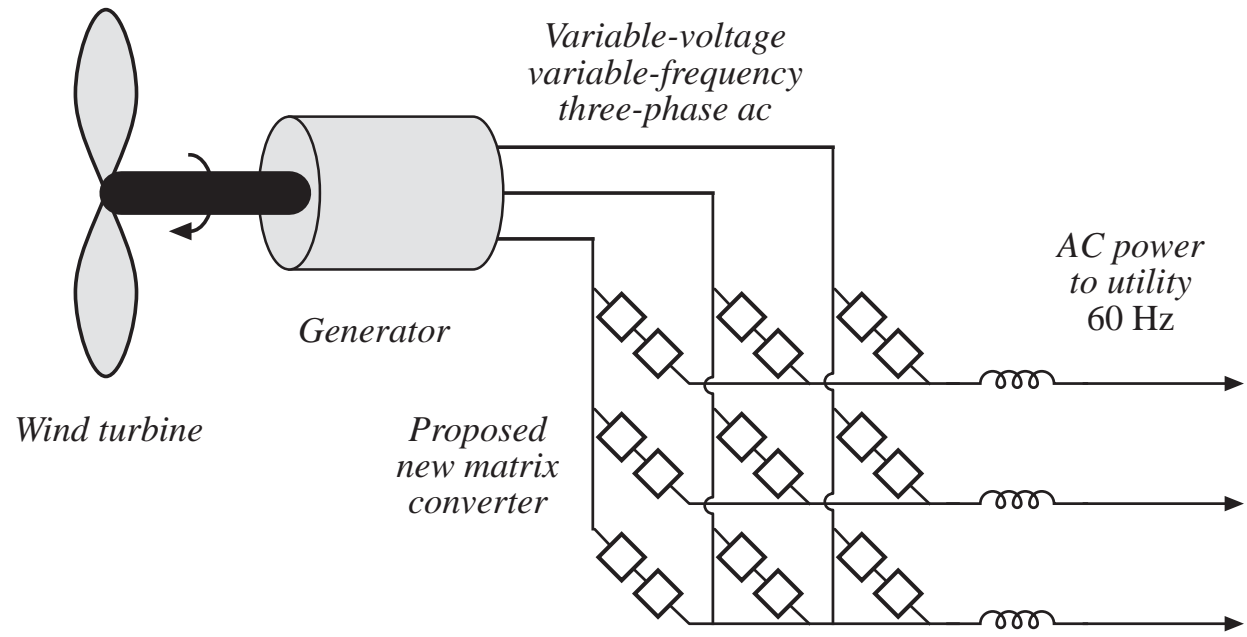 Variable-voltage
variable-frequency
three-phase ac
AC power
to utility
60 Hz
Generator
Wind turbine
Proposed
new matrix
converter